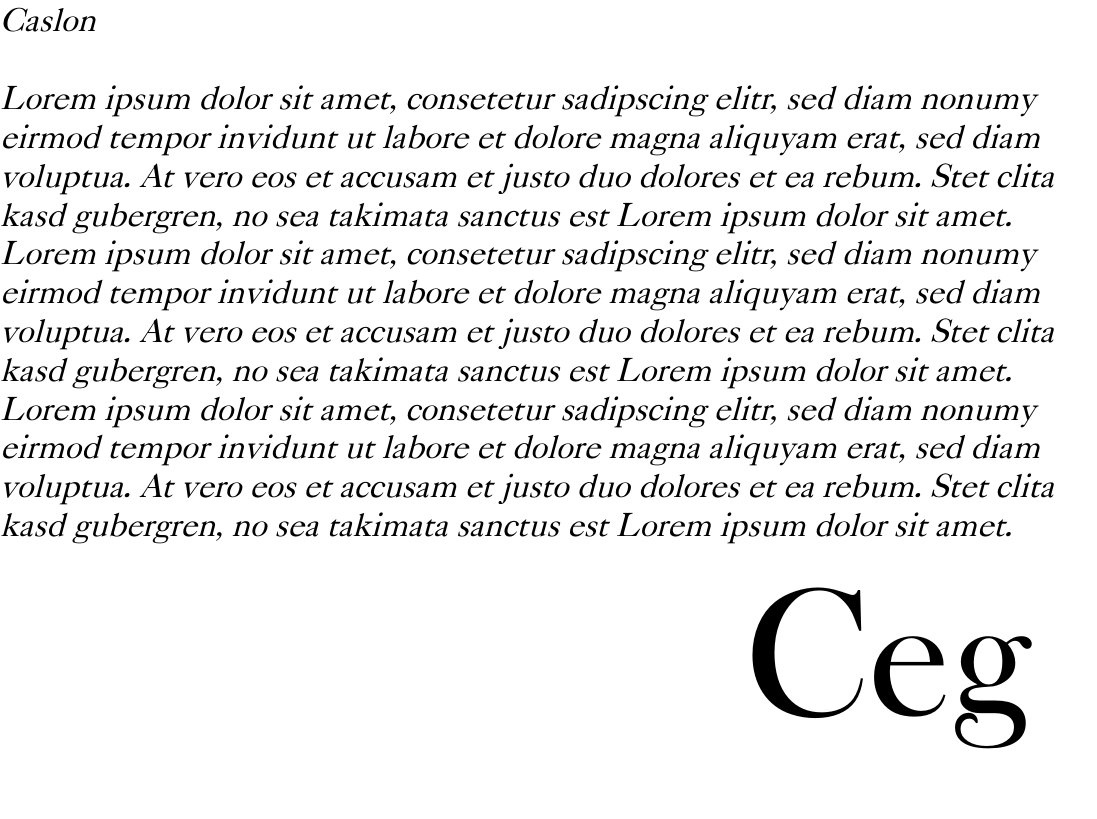 Caslon
Lorem ipsum dolor sit amet, consetetur sadipscing elitr, sed diam nonumy
eirmod tempor invidunt ut labore et dolore magna aliquyam erat, sed diam
voluptua. At vero eos et accusam et justo duo dolores et ea rebum. Stet clita
kasd gubergren, no sea takimata sanctus est Lorem ipsum dolor sit amet.
Lorem ipsum dolor sit amet, consetetur sadipscing elitr, sed diam nonumy
eirmod tempor invidunt ut labore et dolore magna aliquyam erat, sed diam
voluptua. At vero eos et accusam et justo duo dolores et ea rebum. Stet clita
kasd gubergren, no sea takimata sanctus est Lorem ipsum dolor sit amet.
Lorem ipsum dolor sit amet, consetetur sadipscing elitr, sed diam nonumy
eirmod tempor invidunt ut labore et dolore magna aliquyam erat, sed diam
voluptua. At vero eos et accusam et justo duo dolores et ea rebum. Stet clita
kasd gubergren, no sea takimata sanctus est Lorem ipsum dolor sit amet.
Ceg